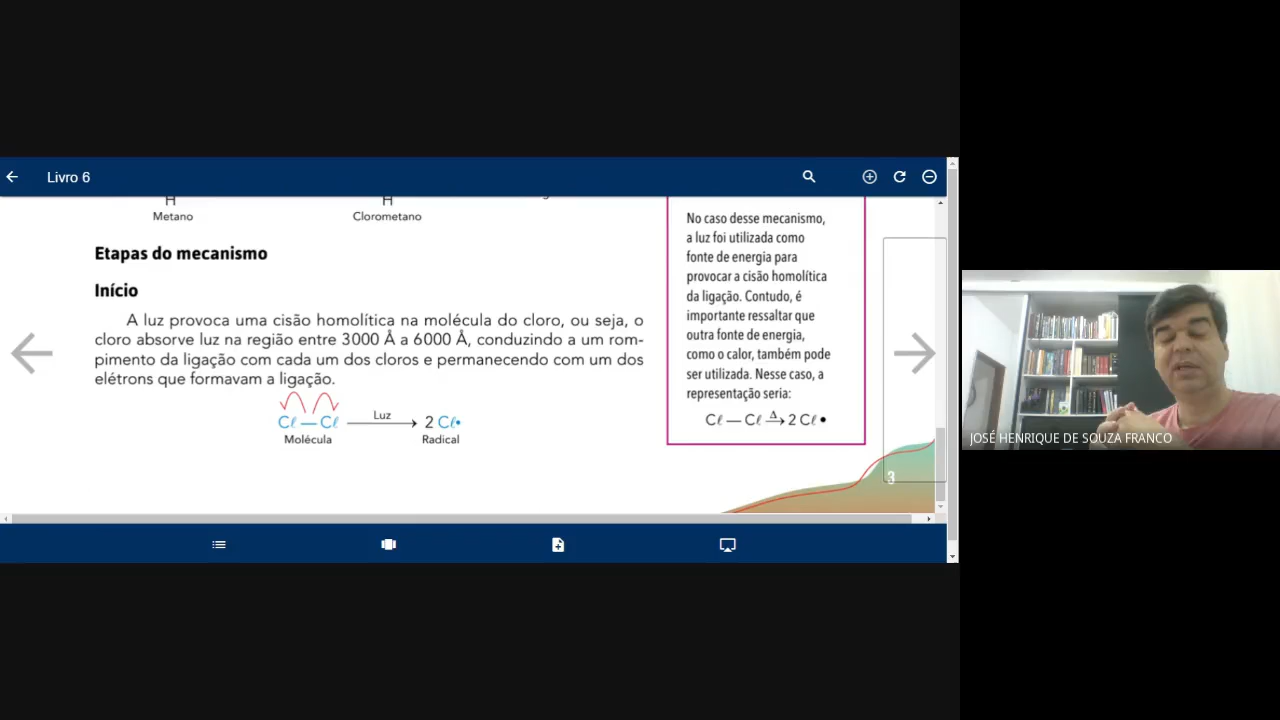 Livro 6
H
H
Metano
Clorometano
Etapas do mecanismo
Início
A luz provoca uma cisão homolítica na molécula do cloro, ou seja, o
cloro absorve luz na região entre 3000 Å a 6000 Å, conduzindo a um rom-
pimento da ligação com cada um dos cloros e permanecendo com um dos
elétrons que formavam a ligação.
Cℓ — Cℓ Luz 2 Cℓ•
Molécula
Radical
No caso desse mecanismo,
a luz foi utilizada como
fonte de energia para
provocar a cisão homolítica
da ligação. Contudo, é
importante ressaltar que
outra fonte de energia,
como o calor, também pode
ser utilizada. Nesse caso, a
representação seria:
Cℓ — Cℓ Δ→ 2 Cℓ •
3
JOSÉ HENRIQUE DE SOUZA FRANCO